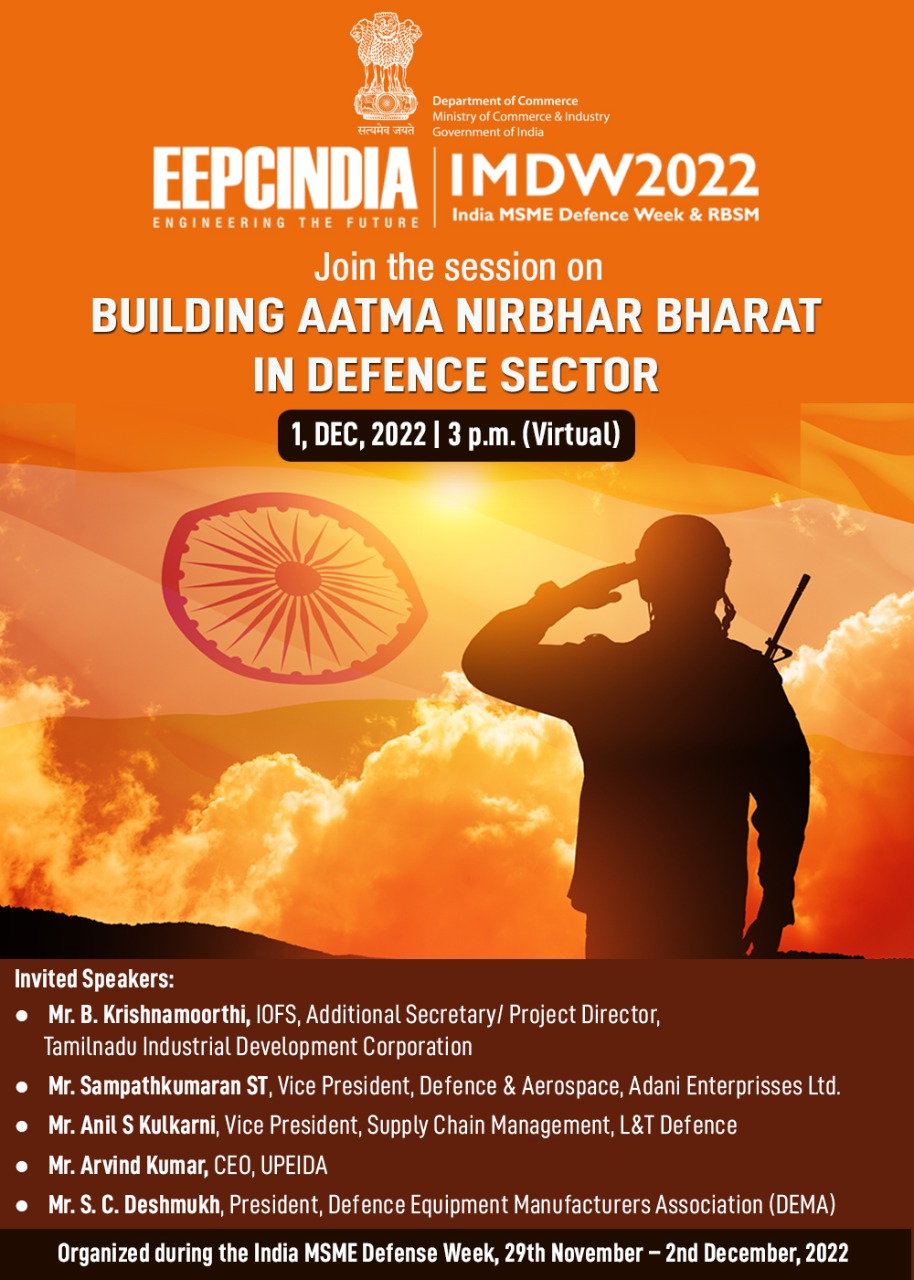 सत्यमेव जयते
Department of Commerce
Ministry of Commerce & Industry
Government of India
EEPCINDIA
ENGINEERING THE FUTURE
IMDW2022
India MSME Defence Week & RBSM
Join the session on
BUILDING AATMA NIRBHAR BHARAT
IN DEFENCE SECTOR
1, DEC, 2022 | 3 p.m. (Virtual)
Invited Speakers:
● Mr. B. Krishnamoorthi, IOFS, Additional Secretary/ Project Director,
Tamilnadu Industrial Development Corporation
● Mr. Sampathkumaran ST, Vice President, Defence & Aerospace, Adani Enterprisses Ltd.
● Mr. Anil S Kulkarni, Vice President, Supply Chain Management, L&T Defence
● Mr. Arvind Kumar, CEO, UPEIDA
● Mr. S. C. Deshmukh, President, Defence Equipment Manufacturers Association (DEMA)
Organized during the India MSME Defense Week, 29th November – 2nd December, 2022